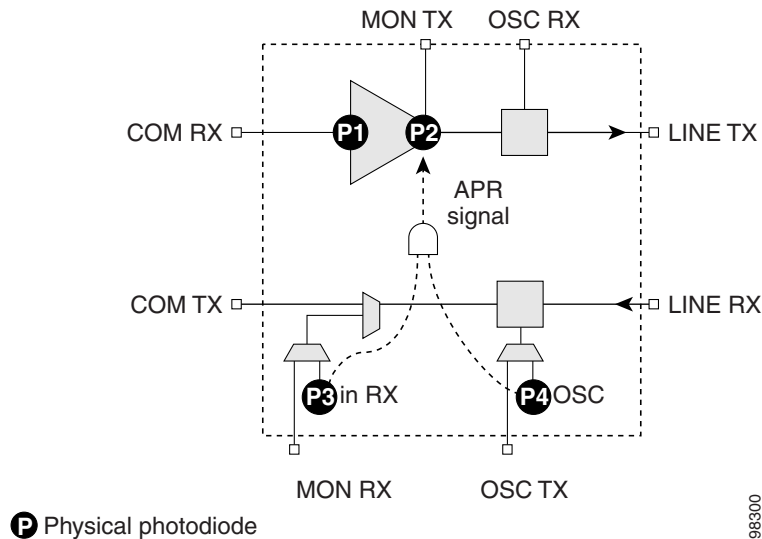 MON TX OSC RX
COM RX P1 P2 LINE TX
APR
signal
COM TX LINE RX
P3 in RX P4 OSC
MON RX OSC TX
P Physical photodiode
98300